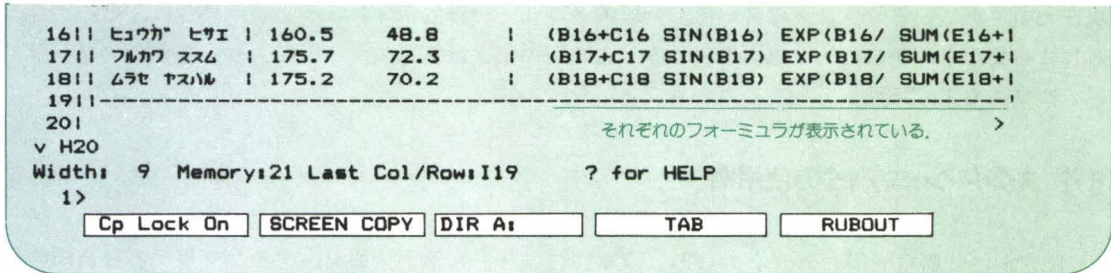 16|| ヒュウガ ヒサエ | 160.5 48.8 | (B16+C16 SIN(B16) EXP(B16/ SUM(E16+|
17|| フルカワ ススム | 175.7 72.3 | (B17+C17 SIN(B17) EXP(B17/ SUM(E17+|
18|| ムラセ ヤスハル | 175.2 70.2 | (B18+C18 SIN(B18) EXP(B18/ SUM(E18+|
19||------------------------------------------------------------------------'
20| >
それぞれのフォーミュラが表示されている.
v H20
Width: 9 Memory:21 Last Col/Row:I19 ? for HELP
1>
Cp Lock On SCREEN COPY DIR A: TAB RUBOUT